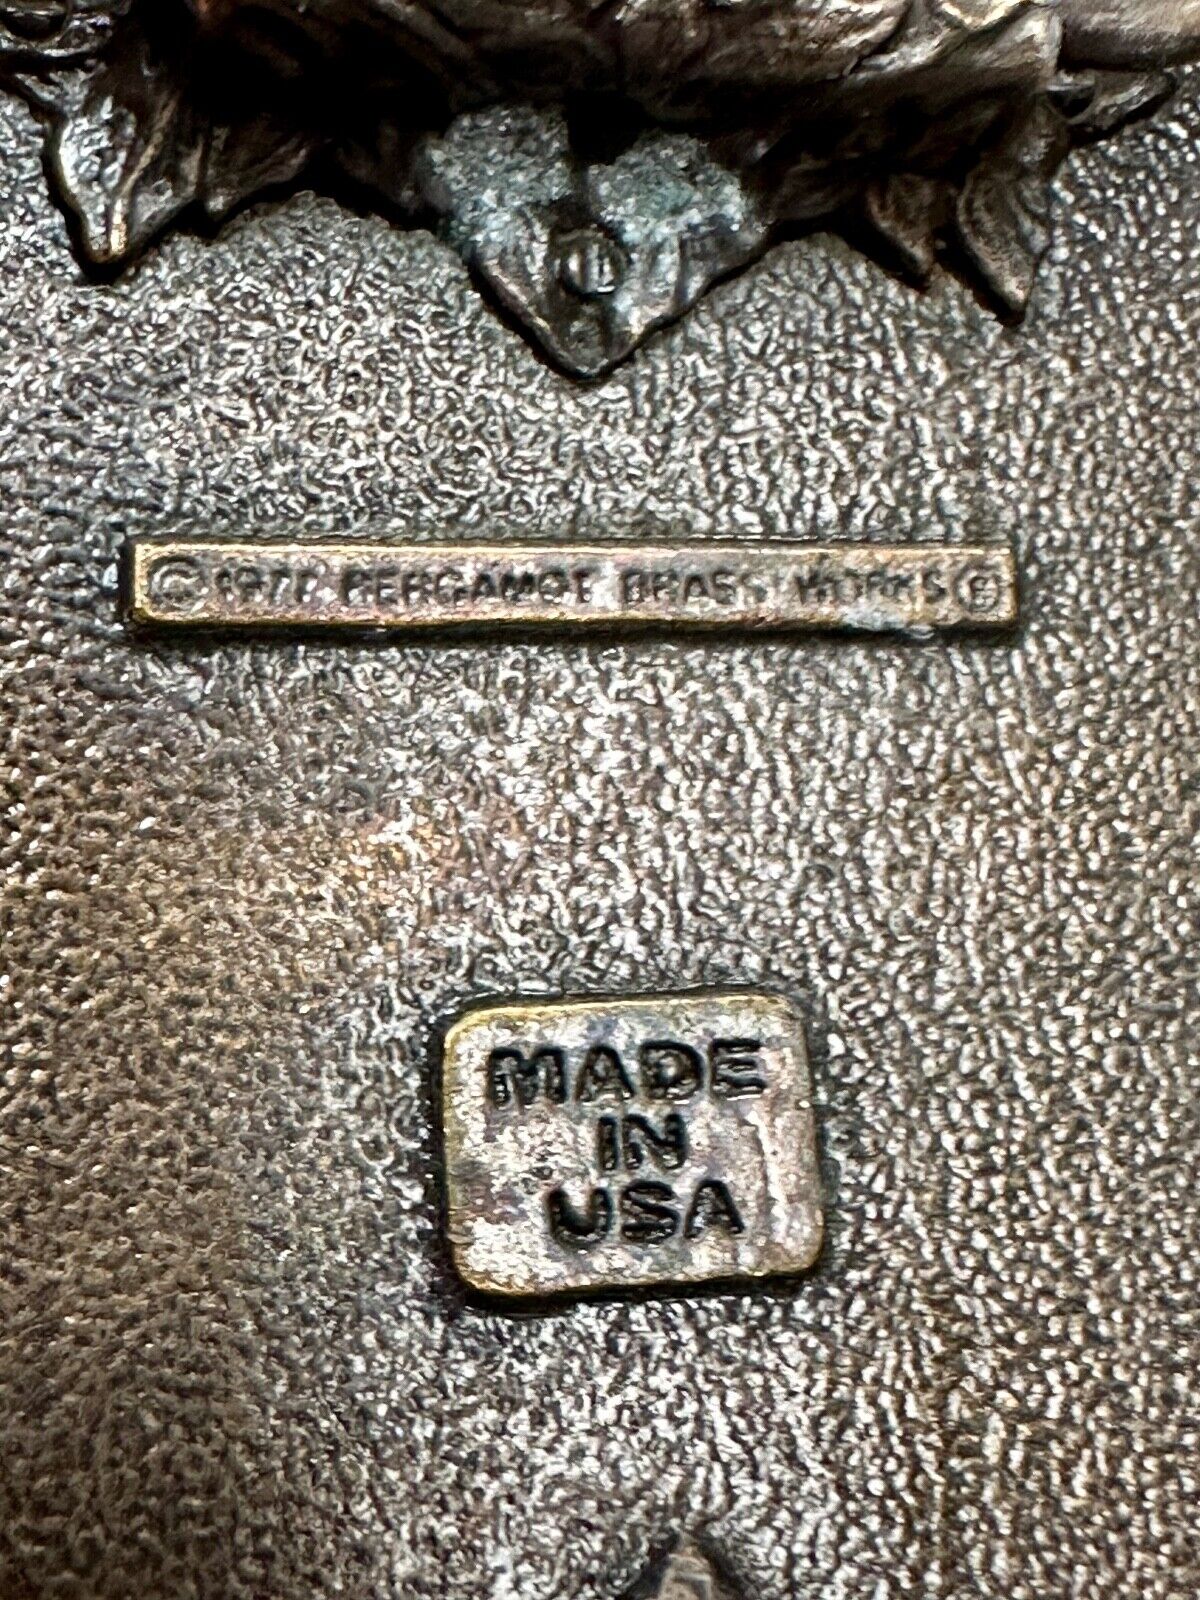 © 1977 BERGAMOT BRASS WORKS ®
MADE
IN
USA